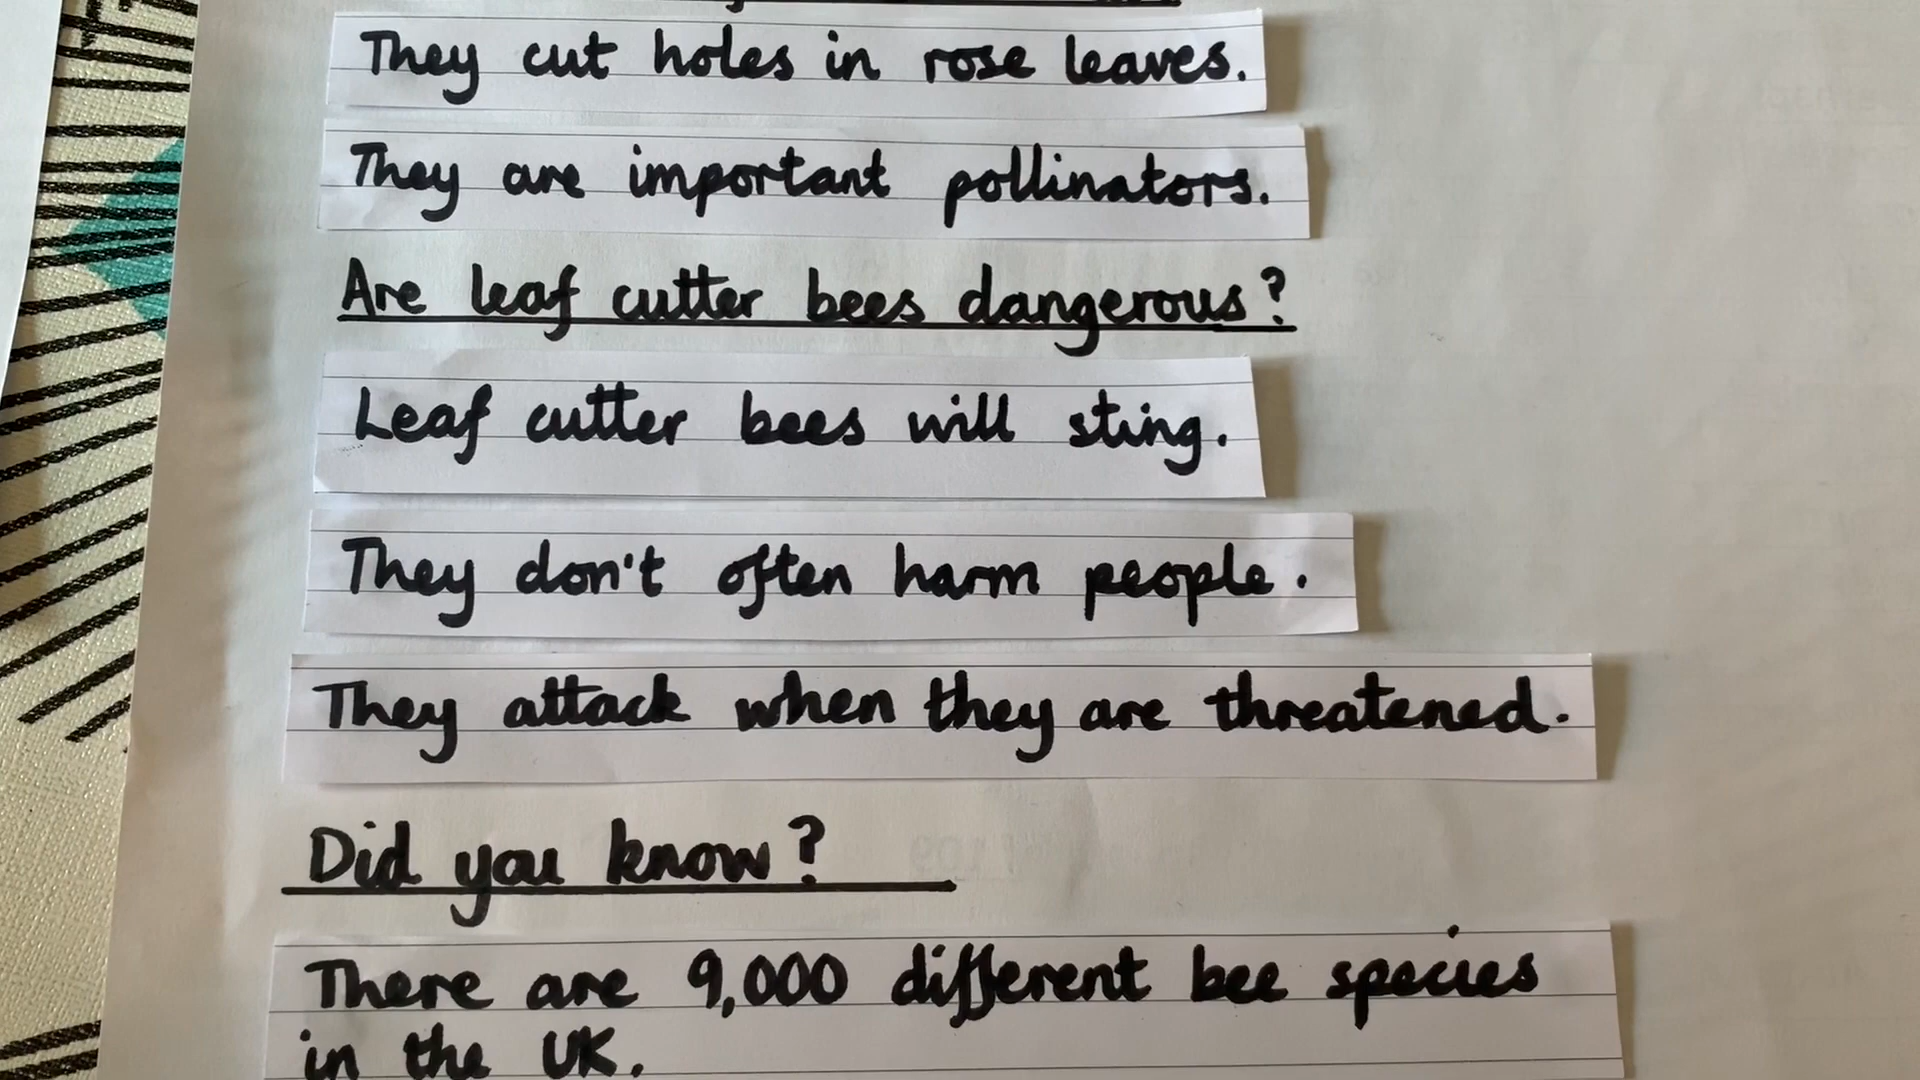 They cut holes in rose leaves.
They are important pollinators.
Are leaf cutter bees dangerous?
Leaf cutter bees will sting.
They don't often harm people.
They attack when they are threatened.
Did you know?
There are 9,000 different bee species
in the UK.